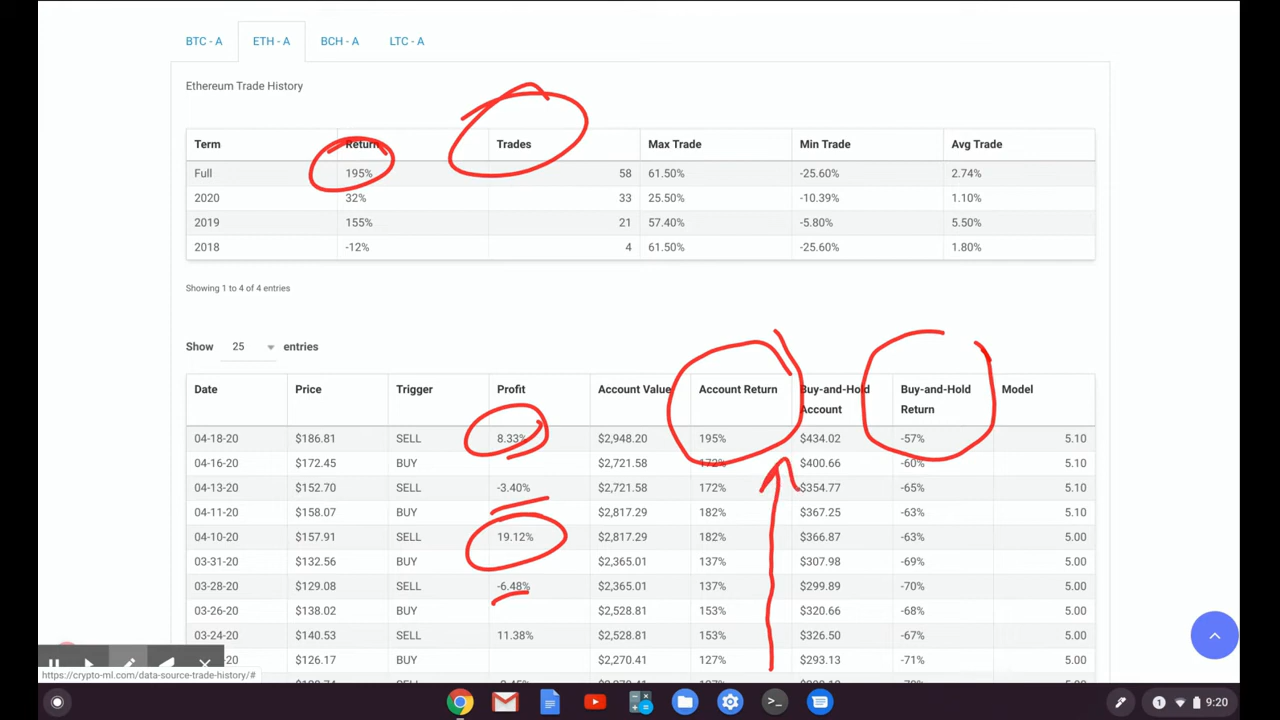 BTC - A ETH - A BCH - A LTC - A
Ethereum Trade History
Term Return Trades Max Trade Min Trade Avg Trade
Full 195% 58 61.50% -25.60% 2.74%
2020 32% 33 25.50% -10.39% 1.10%
2019 155% 21 57.40% -5.80% 5.50%
2018 -12% 4 61.50% -25.60% 1.80%
Showing 1 to 4 of 4 entries
Show 25 entries
Date Price Trigger Profit Account Value Account Return Buy-and-Hold Account Buy-and-Hold Return Model
04-18-20 $186.81 SELL 8.33% $2,948.20 195% $434.02 -57% 5.10
04-16-20 $172.45 BUY $2,721.58 172% $400.66 -60% 5.10
04-13-20 $152.70 SELL -3.40% $2,721.58 172% $354.77 -65% 5.10
04-11-20 $158.07 BUY $2,817.29 182% $367.25 -63% 5.10
04-10-20 $157.91 SELL 19.12% $2,817.29 182% $366.87 -63% 5.00
03-31-20 $132.56 BUY $2,365.01 137% $307.98 -69% 5.00
03-28-20 $129.08 SELL -6.48% $2,365.01 137% $299.89 -70% 5.00
03-26-20 $138.02 BUY $2,528.81 153% $320.66 -68% 5.00
03-24-20 $140.53 SELL 11.38% $2,528.81 153% $326.50 -67% 5.00
-20 $126.17 BUY $2,270.41 127% $293.13 -71% 5.00
https://crypto-ml.com/data-source-trade-history/#
1 9:20